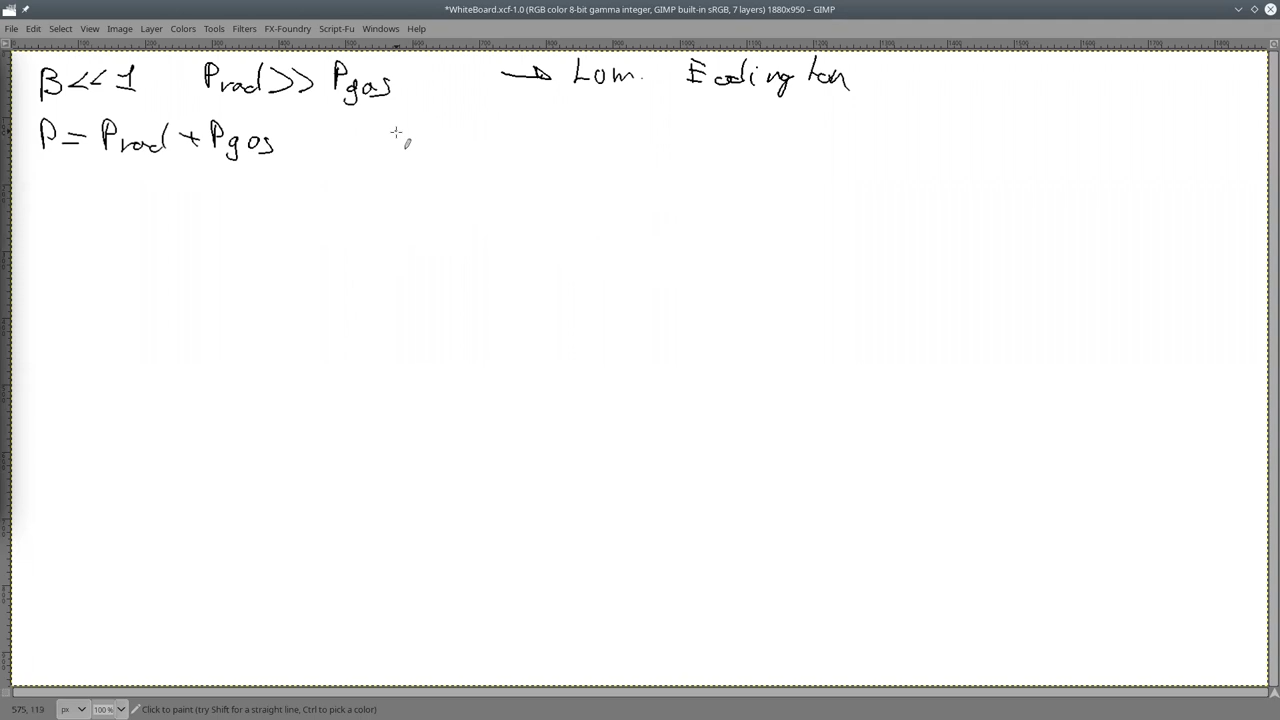 *WhiteBoard.xcf-1.0 (RGB color 8-bit gamma integer, GIMP built-in sRGB, 7 layers) 1880x950 – GIMP
File Edit Select View Image Layer Colors Tools Filters FX-Foundry Script-Fu Windows Help
β<<1 Prad>>Pgas → Lum. Eddington
P=Prad+Pgas
575, 119 px 100 % Click to paint (try Shift for a straight line, Ctrl to pick a color)